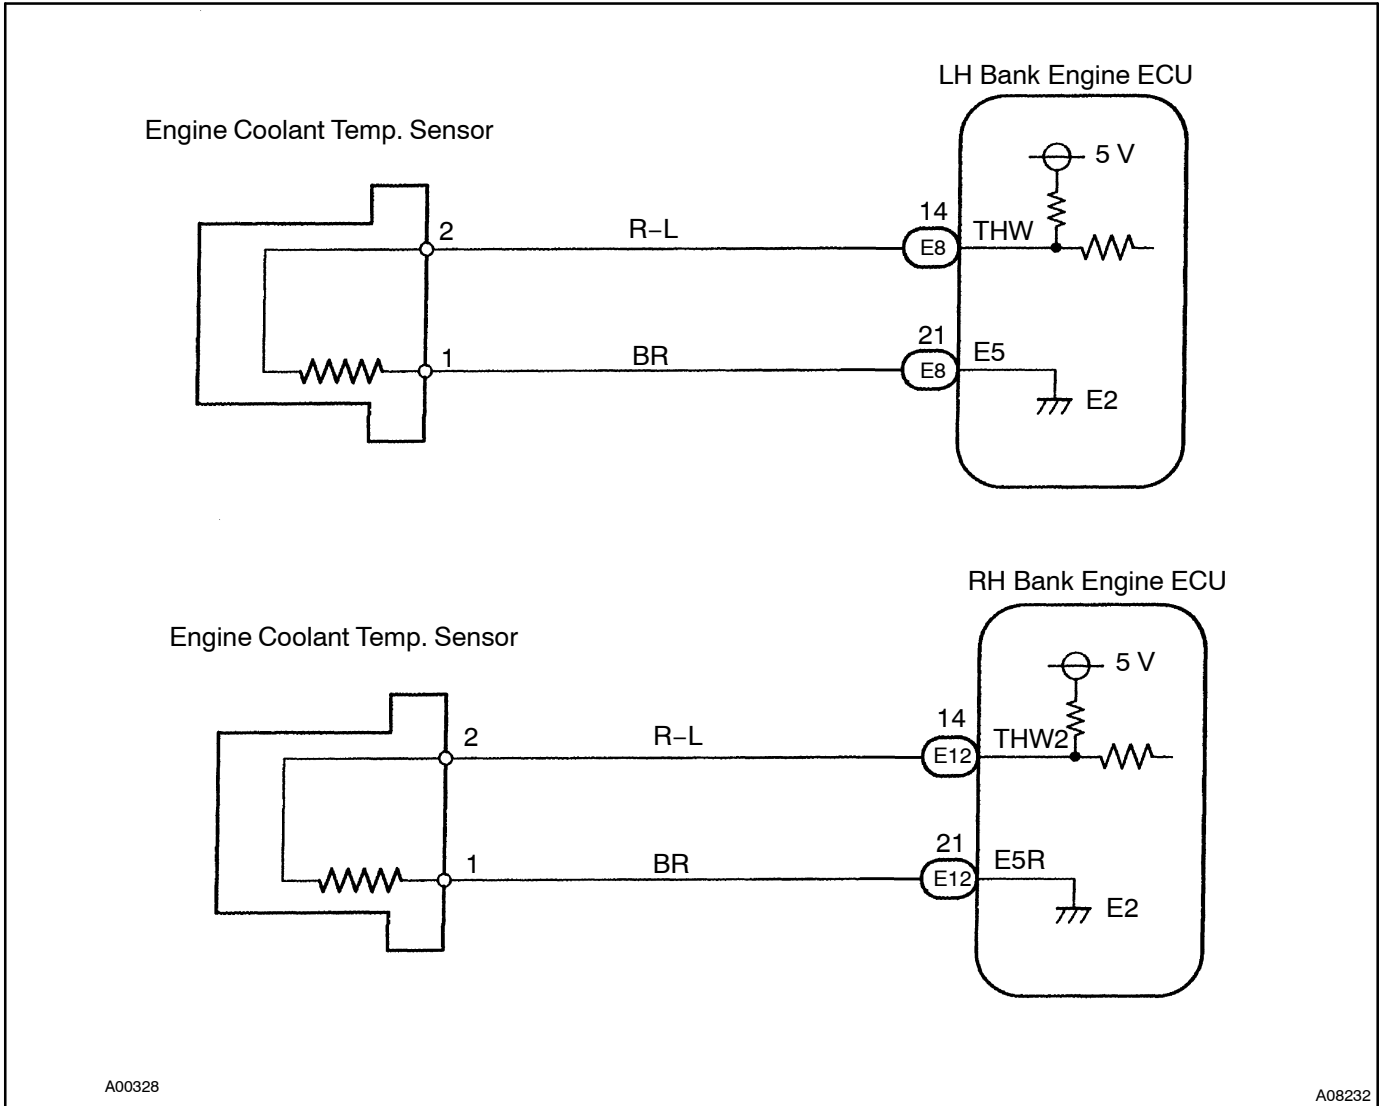 LH Bank Engine ECU
Engine Coolant Temp. Sensor
5 V
14
2
R–L
E8
THW
21
1
BR
E8
E5
E2
RH Bank Engine ECU
Engine Coolant Temp. Sensor
5 V
14
2
R–L
E12
THW2
21
1
BR
E12
E5R
E2
A00328
A08232